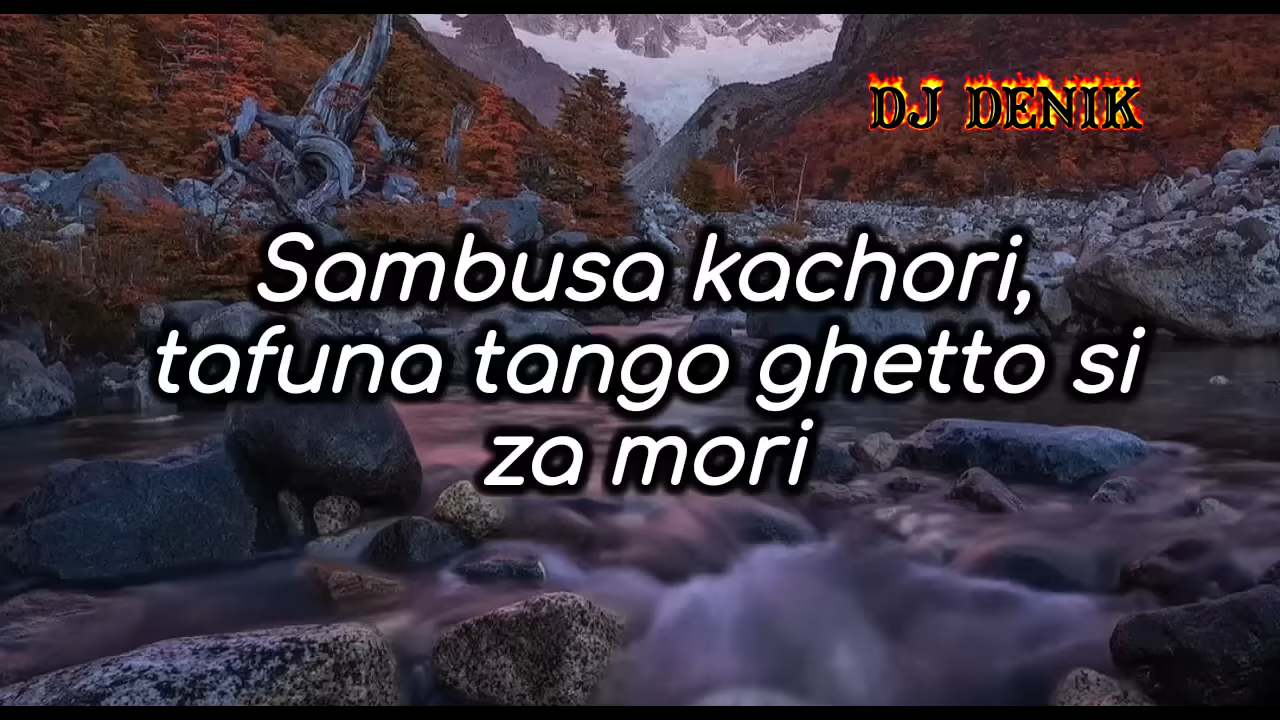 DJ DENIK
Sambusa kachori,
tafuna tango ghetto si
za mori